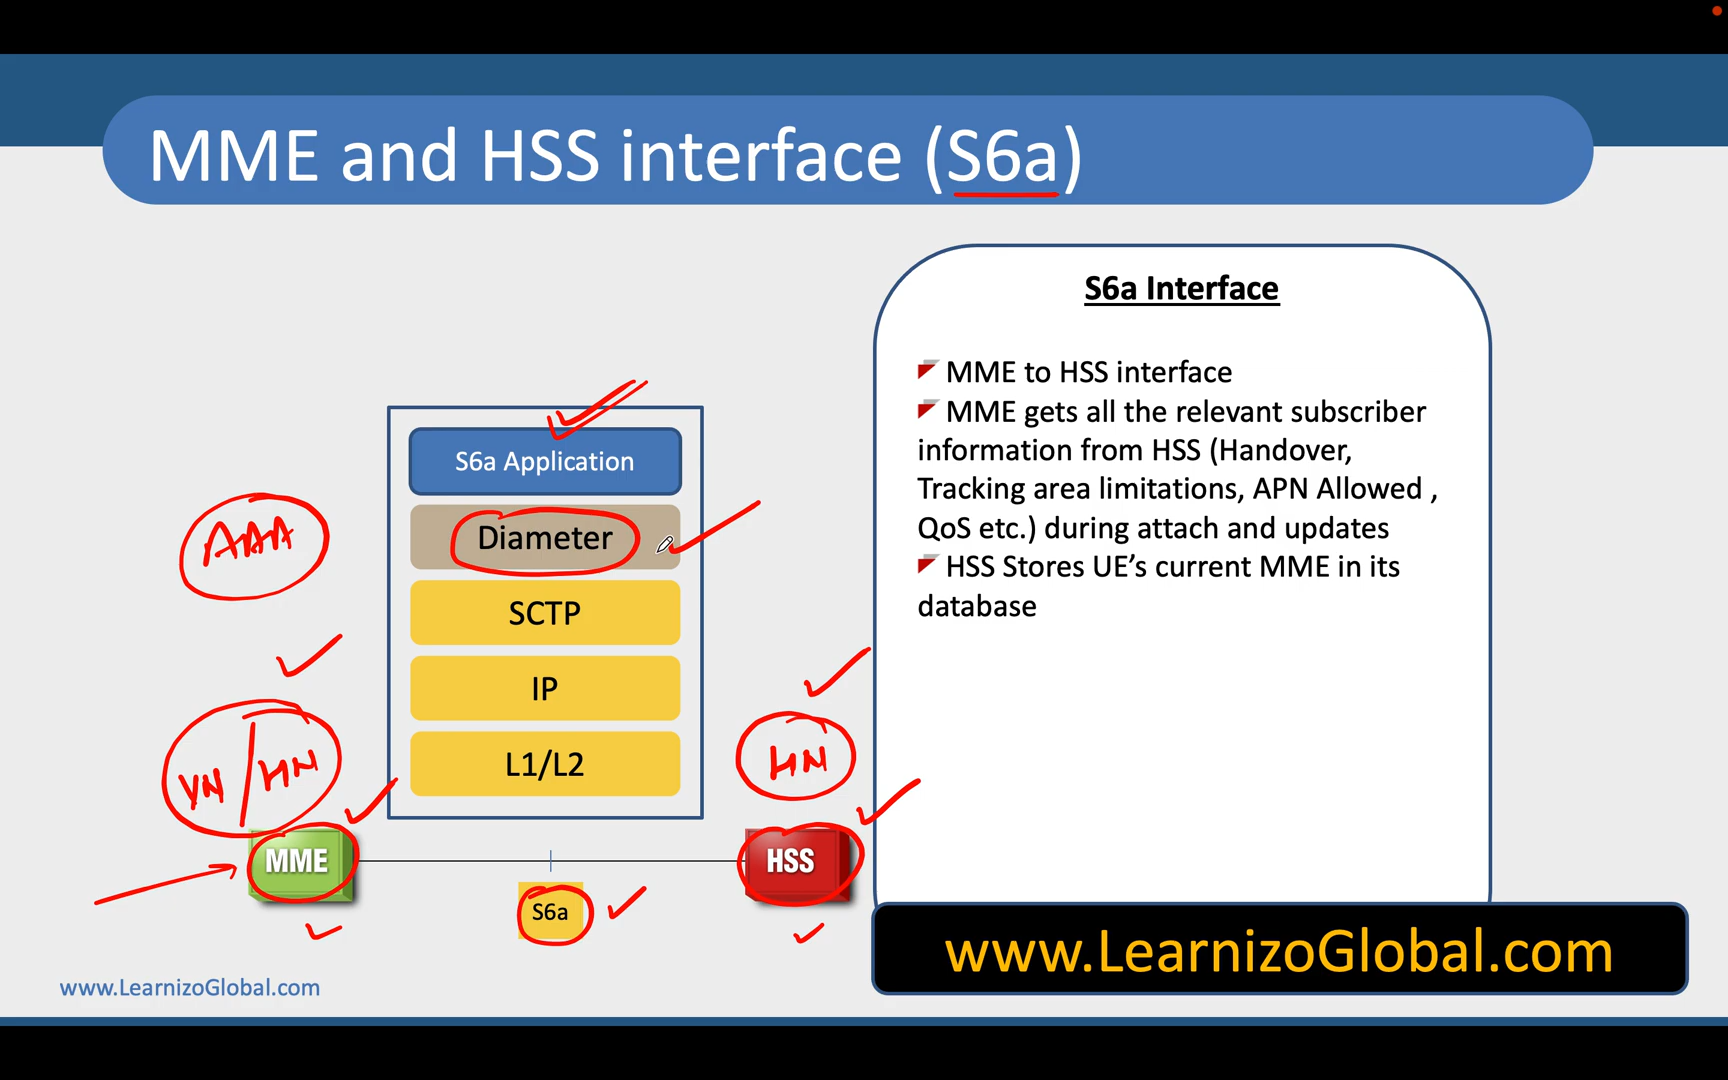 MME and HSS interface (S6a)
S6a Interface
MME to HSS interface
MME gets all the relevant subscriber
information from HSS (Handover,
Tracking area limitations, APN Allowed ,
QoS etc.) during attach and updates
HSS Stores UE’s current MME in its
database
S6a Application
Diameter
SCTP
IP
L1/L2
AAA
VN/HN
HN
MME
HSS
S6a
www.LearnizoGlobal.com
www.LearnizoGlobal.com